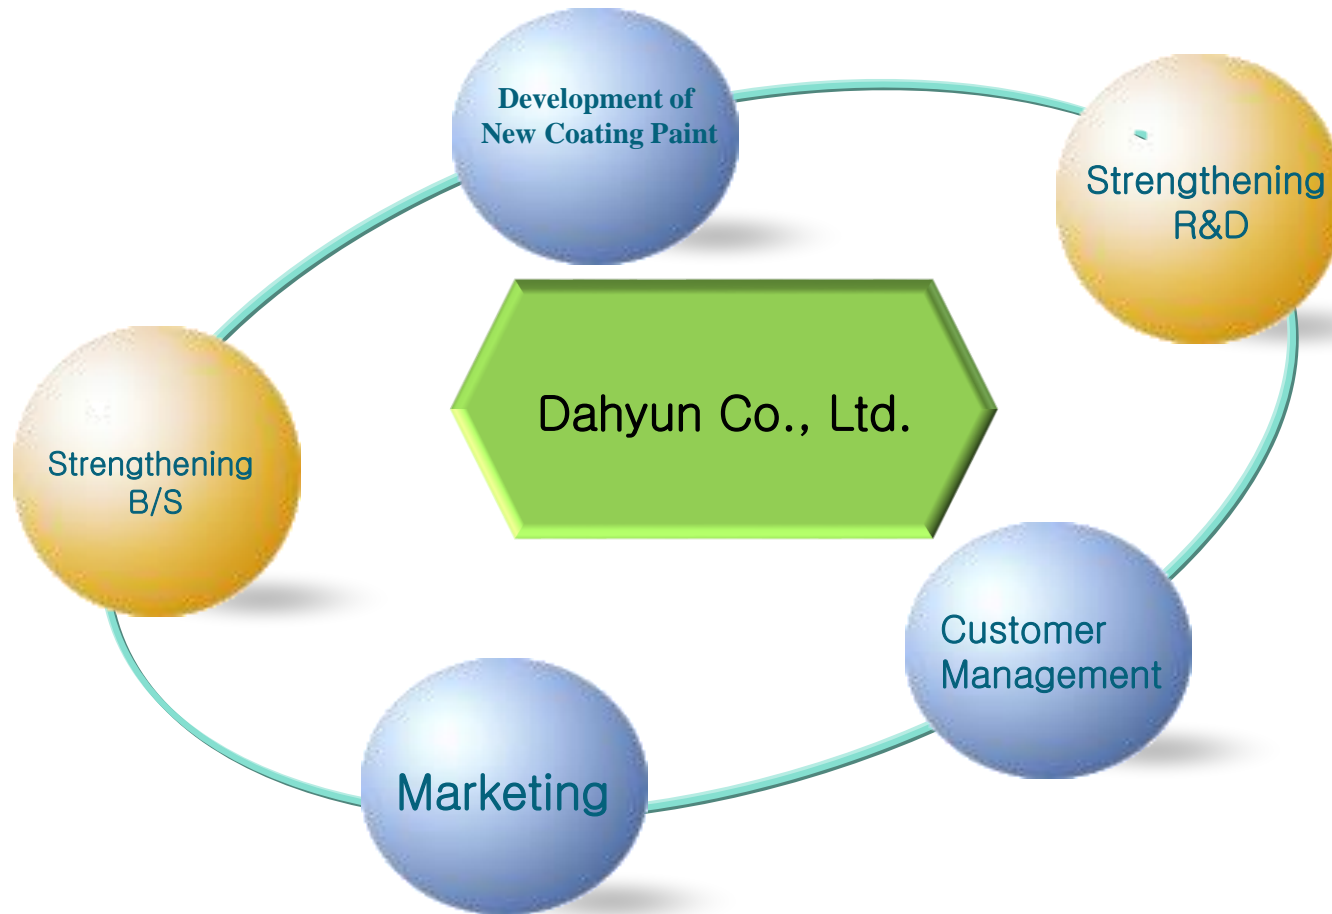 Development of
New Coating Paint
Strengthening
R&D
Dahyun Co., Ltd.
Strengthening
B/S
Customer
Management
Marketing